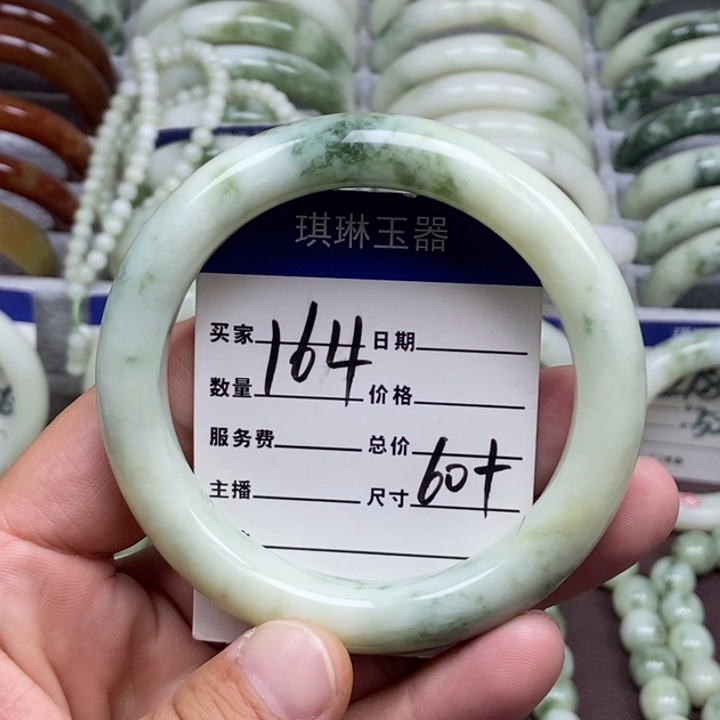 琪琳玉器
买家 164 日期
数量 价格
服务费 总价
主播 尺寸 60+